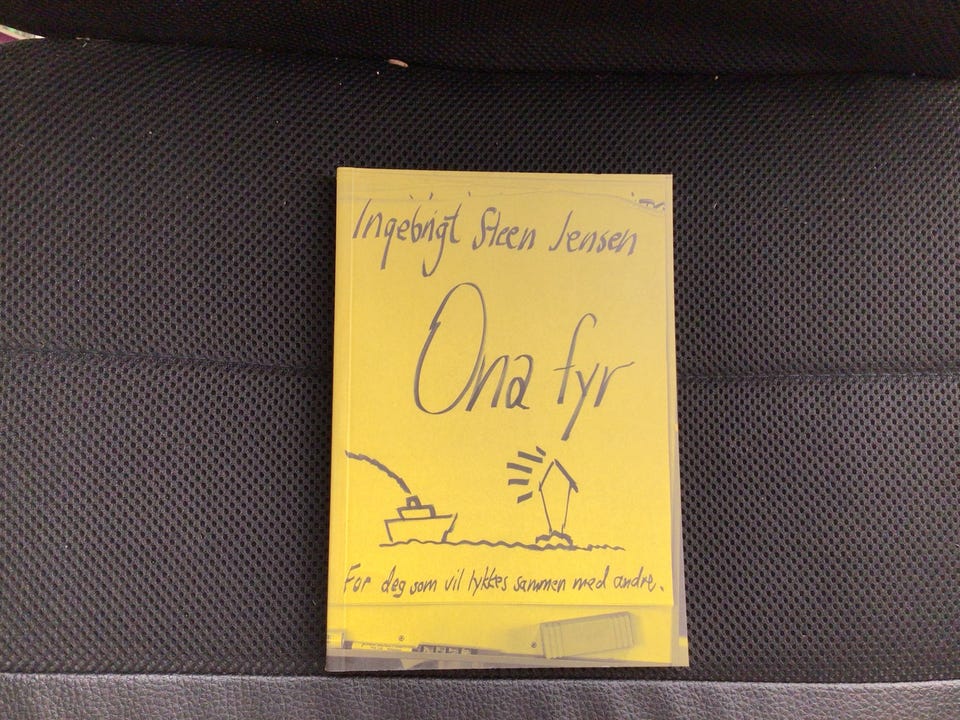 Ingebrigt Steen Jensen
Ona fyr
For deg som vil lykkes sammen med andre.